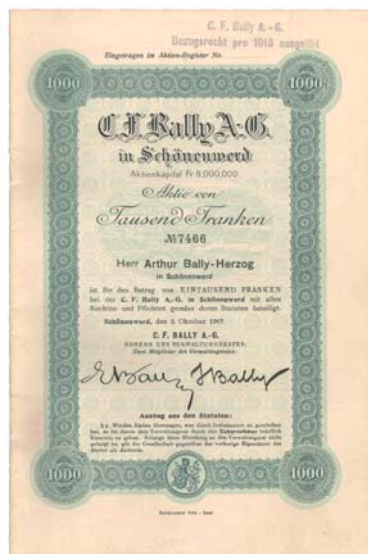 C. F. Bally A.-G.
Bezugsrecht pro 1915 ausgeübt
Eingetragen im Aktien-Register No.
1000
1000
C.F. Bally A.-G.
in Schönenwerd
Aktienkapital Fr 8,000,000
Aktie von
Tausend Franken
№ 7466
Herr Arthur Bally-Herzog
in Schönenwerd
ist für den Betrag von EINTAUSEND FRANKEN
bei der C. F. Bally A.-G. in Schönenwerd mit allen
Rechten und Pflichten gemäss deren Statuten beteiligt.
Schönenwerd, den 3. Oktober 1907.
C. F. BALLY A.-G.
NAMENS DES VERWALTUNGSRATES:
Zwei Mitglieder des Verwaltungsrates:
Auszug aus den Statuten:
1000
1000